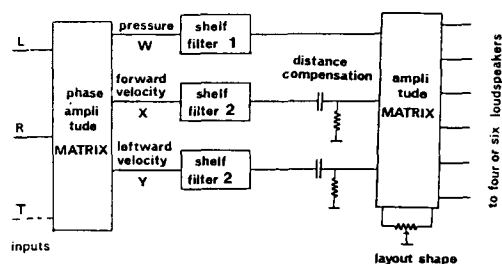 L
R
T
inputs
phase
ampli
tude
MATRIX
pressure
W
forward
velocity
X
leftward
velocity
Y
shelf
filter 1
shelf
filter 2
shelf
filter 2
distance
compensation
ampli
tude
MATRIX
layout shape
to four or six loudspeakers